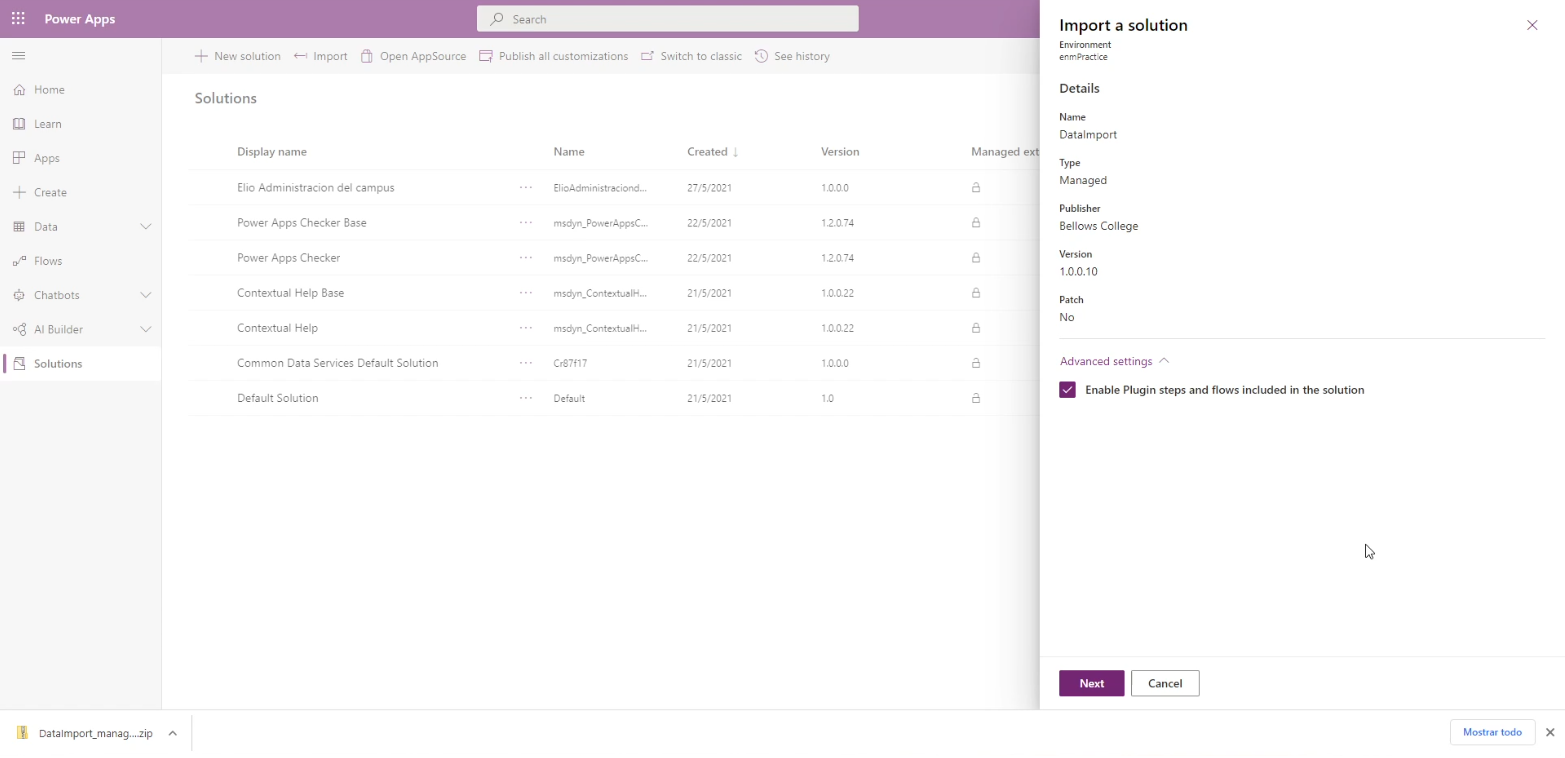 Power Apps
Search
Home
Learn
Apps
Create
Data
Flows
Chatbots
AI Builder
Solutions
New solution Import Open AppSource Publish all customizations Switch to classic See history
Solutions
Display name Name Created ↓ Version Managed ext
Elio Administracion del campus ··· ElioAdministraciond... 27/5/2021 1.0.0.0
Power Apps Checker Base ··· msdyn_PowerAppsC... 22/5/2021 1.2.0.74
Power Apps Checker ··· msdyn_PowerAppsC... 22/5/2021 1.2.0.74
Contextual Help Base ··· msdyn_ContextualH... 21/5/2021 1.0.0.22
Contextual Help ··· msdyn_ContextualH... 21/5/2021 1.0.0.22
Common Data Services Default Solution ··· Cr87f17 21/5/2021 1.0.0.0
Default Solution ··· Default 21/5/2021 1.0
Import a solution
Environment
enmPractice
Details
Name
DataImport
Type
Managed
Publisher
Bellows College
Version
1.0.0.10
Patch
No
Advanced settings
Enable Plugin steps and flows included in the solution
Next Cancel
DataImport_manag....zip
Mostrar todo